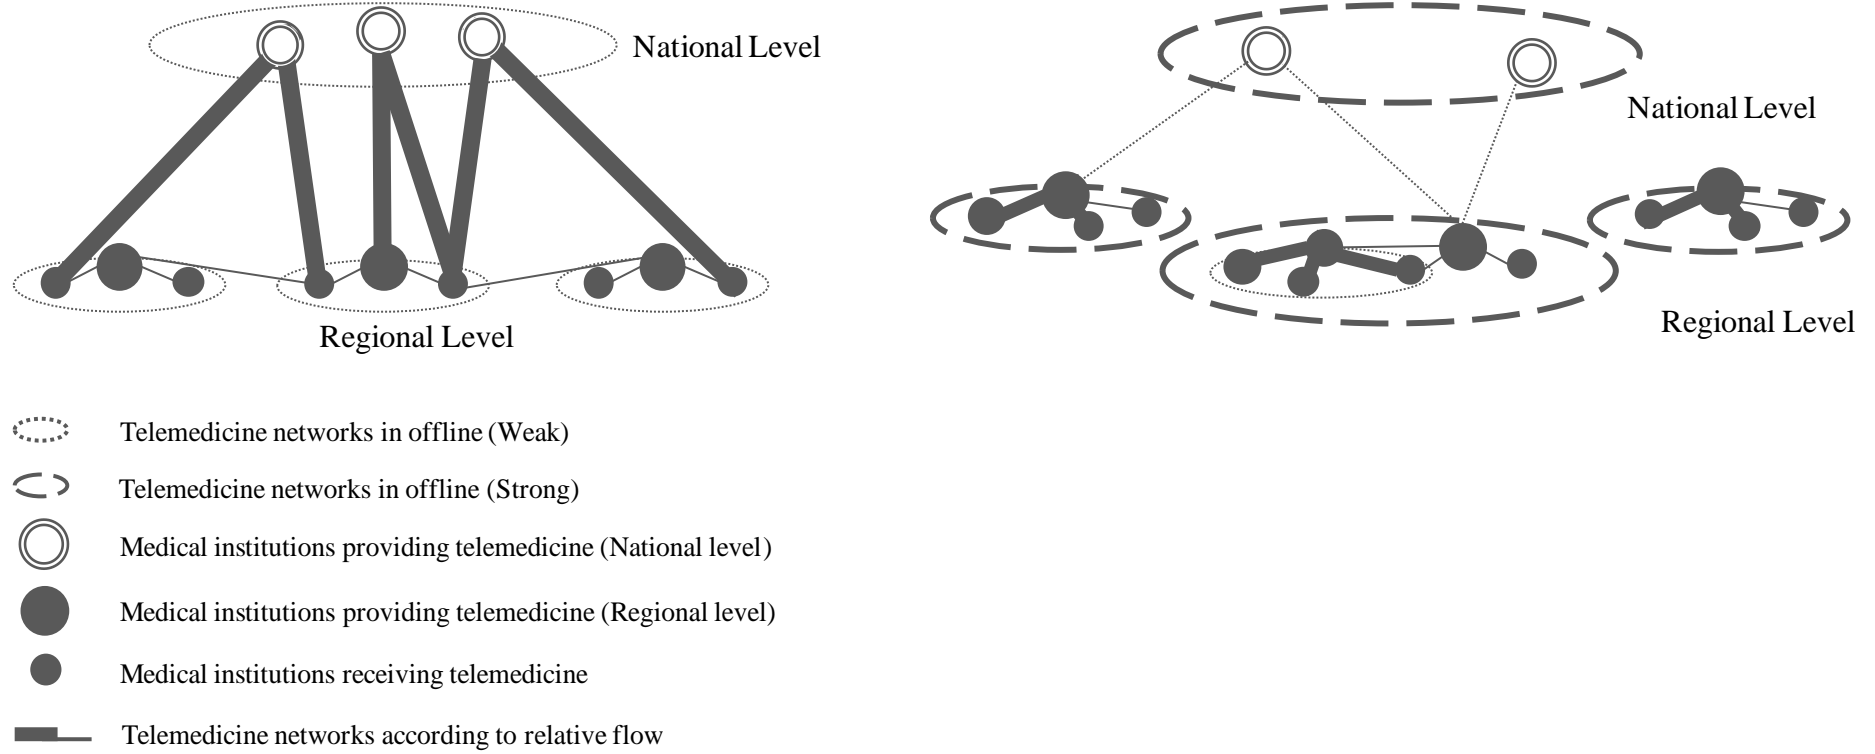 National Level
National Level
Regional Level
Regional Level
Telemedicine networks in offline (Weak)
Telemedicine networks in offline (Strong)
Medical institutions providing telemedicine (National level)
Medical institutions providing telemedicine (Regional level)
Medical institutions receiving telemedicine
Telemedicine networks according to relative flow